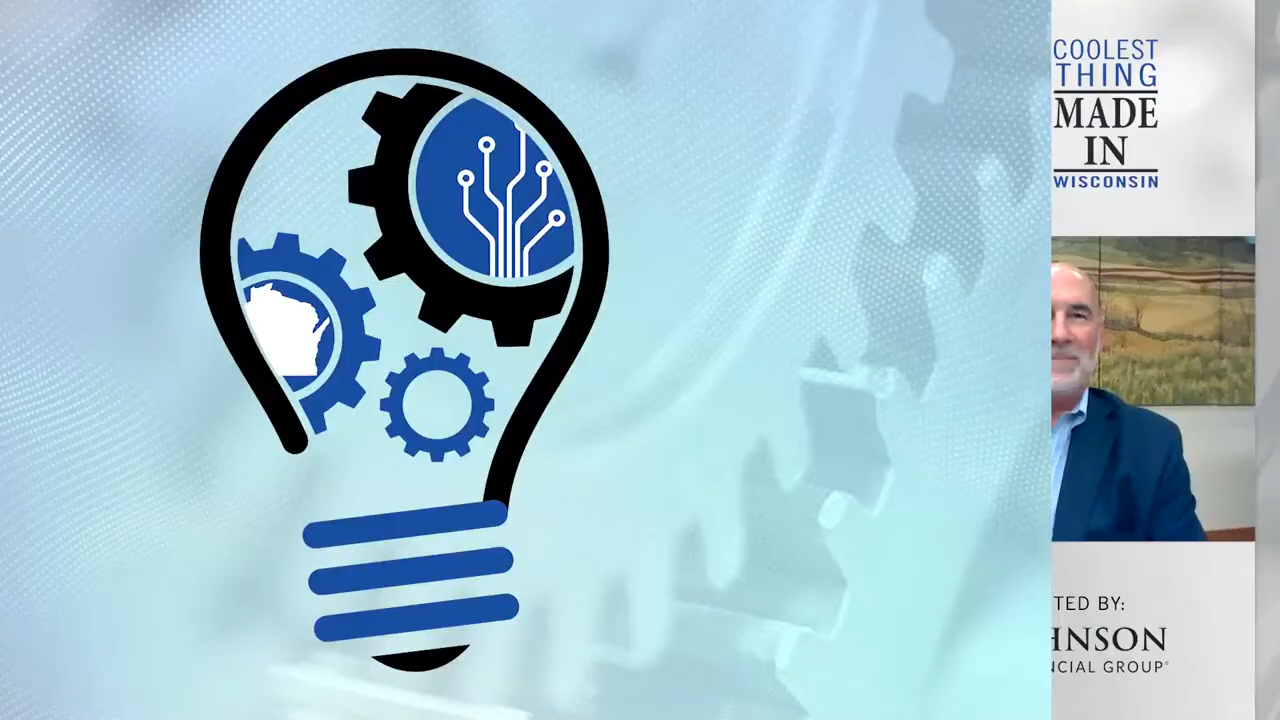 COOLEST
THING
MADE
IN
WISCONSIN
TED BY:
HNSON
NCIAL GROUP